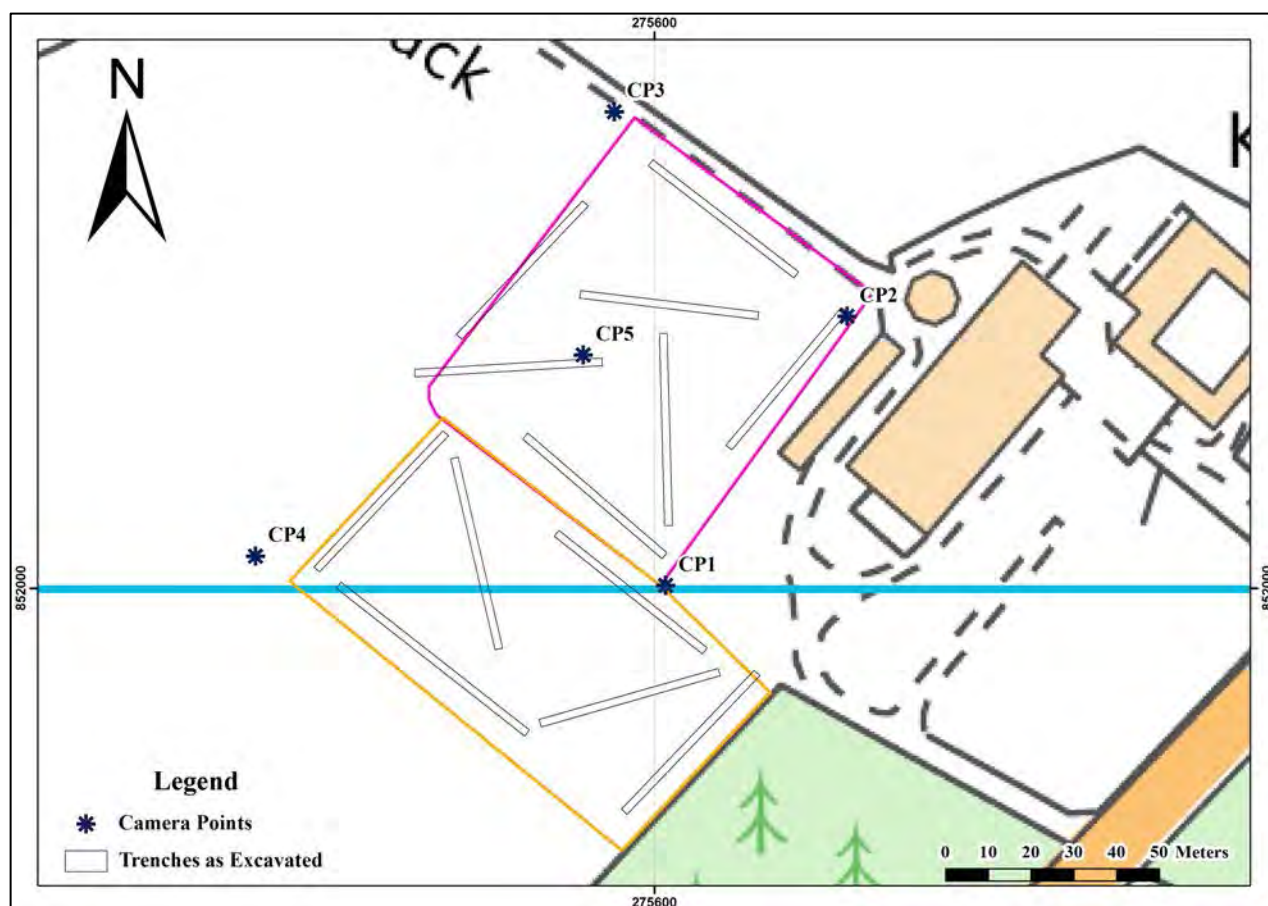 275600
N
CP3
CP2
CP5
CP4
CP1
852000
852000
Legend
Camera Points
Trenches as Excavated
0 10 20 30 40 50 Meters
275600